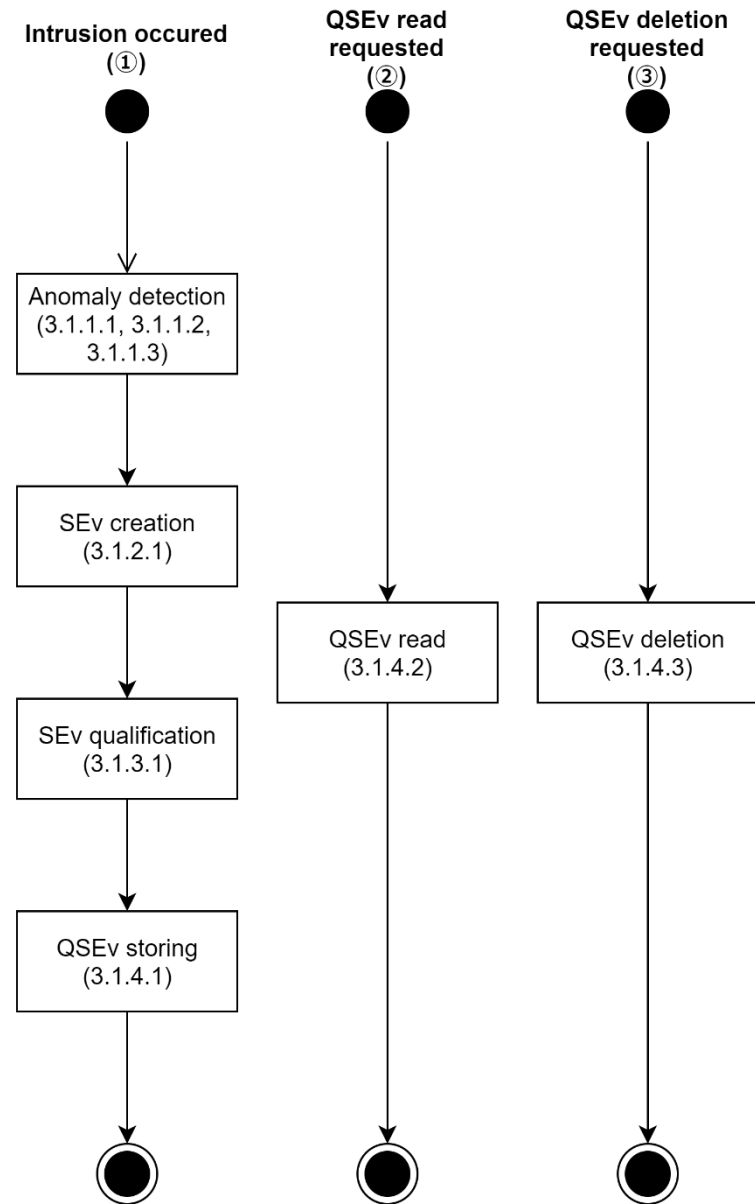 Intrusion occured
(①)
QSEv read
requested
(②)
QSEv deletion
requested
(③)
Anomaly detection
(3.1.1.1, 3.1.1.2,
3.1.1.3)
SEv creation
(3.1.2.1)
QSEv read
(3.1.4.2)
QSEv deletion
(3.1.4.3)
SEv qualification
(3.1.3.1)
QSEv storing
(3.1.4.1)